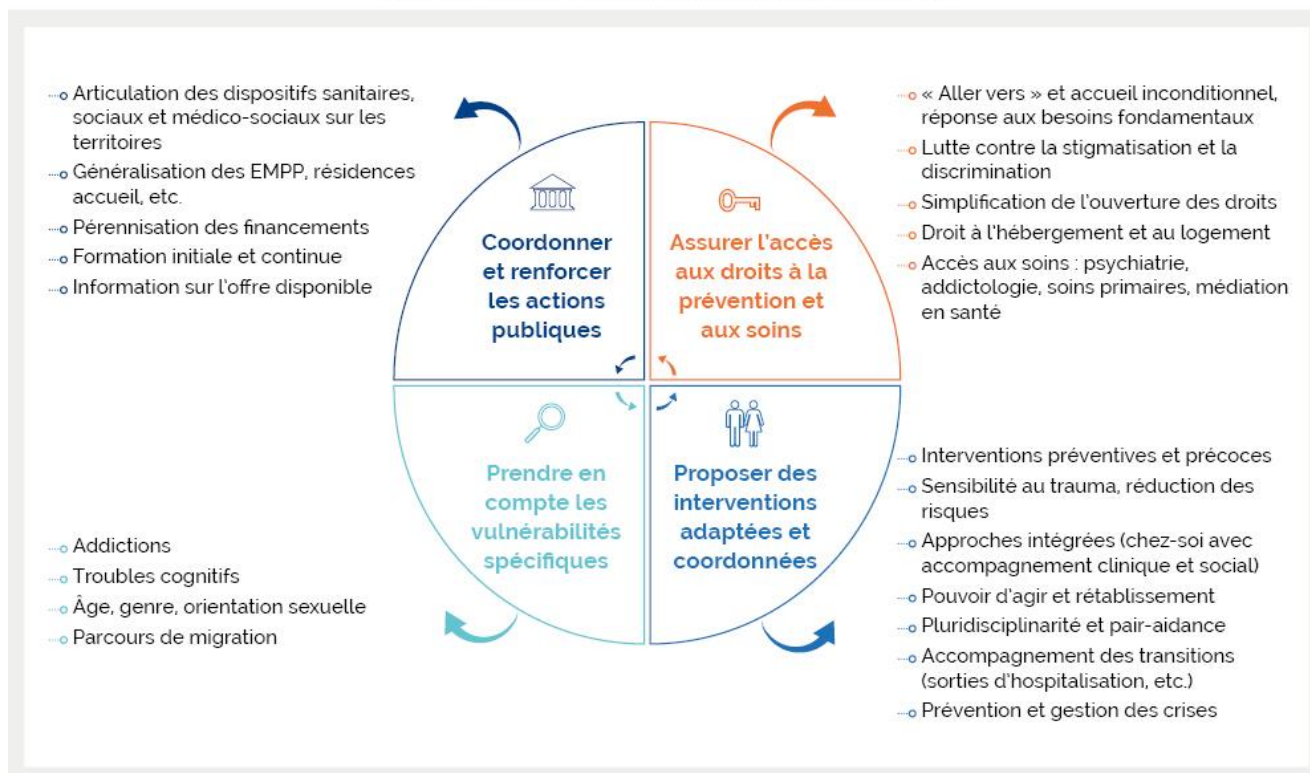 Articulation des dispositifs sanitaires,
sociaux et médico-sociaux sur les
territoires
Généralisation des EMPP, résidences
accueil, etc.
Pérennisation des financements
Formation initiale et continue
Information sur l'offre disponible
Coordonner
et renforcer
les actions
publiques
Assurer l'accès
aux droits à la
prévention et
aux soins
« Aller vers » et accueil inconditionnel,
réponse aux besoins fondamentaux
Lutte contre la stigmatisation et la
discrimination
Simplification de l'ouverture des droits
Droit à l'hébergement et au logement
Accès aux soins : psychiatrie,
addictologie, soins primaires, médiation
en santé
Addictions
Troubles cognitifs
Âge, genre, orientation sexuelle
Parcours de migration
Prendre en
compte les
vulnérabilités
spécifiques
Proposer des
interventions
adaptées et
coordonnées
Interventions préventives et précoces
Sensibilité au trauma, réduction des
risques
Approches intégrées (chez-soi avec
accompagnement clinique et social)
Pouvoir d'agir et rétablissement
Pluridisciplinarité et pair-aidance
Accompagnement des transitions
(sorties d'hospitalisation, etc.)
Prévention et gestion des crises